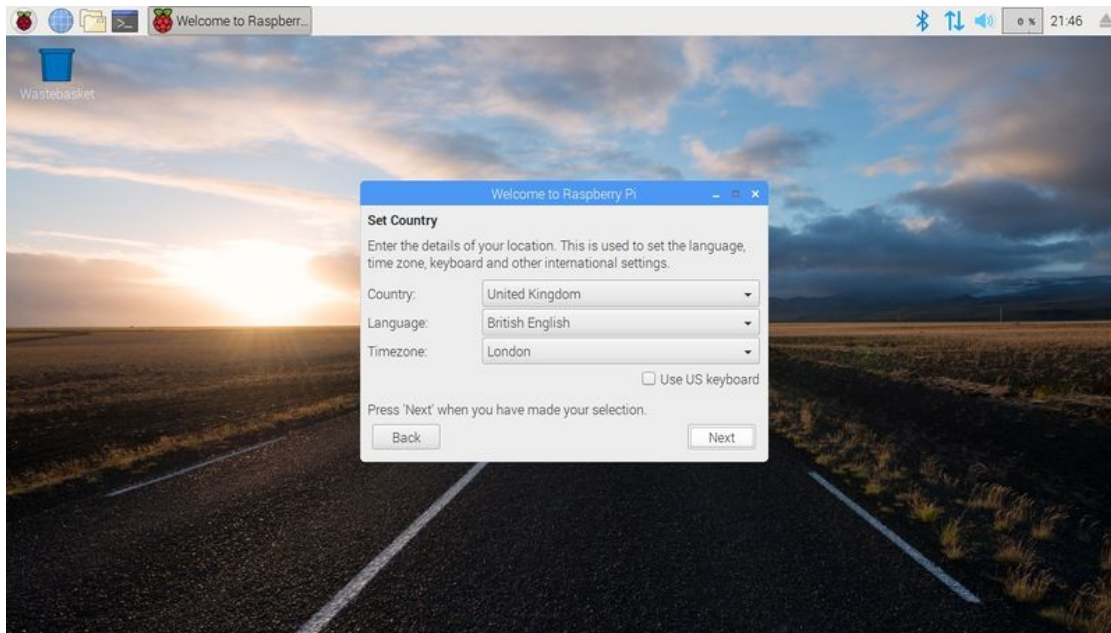 Welcome to Raspberr...
0 %
21:46
Wastebasket
Welcome to Raspberry Pi
Set Country
Enter the details of your location. This is used to set the language,
time zone, keyboard and other international settings.
Country: United Kingdom
Language: British English
Timezone: London
Use US keyboard
Press 'Next' when you have made your selection.
Back Next